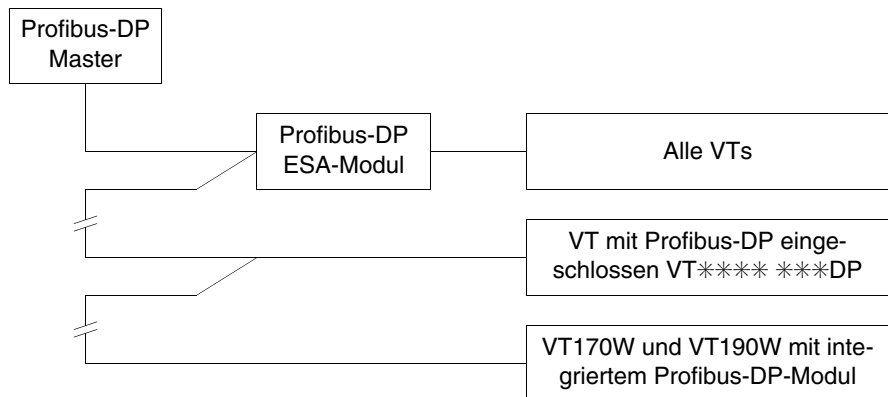 Profibus-DP
Master
Profibus-DP
ESA-Modul
Alle VTs
VT mit Profibus-DP einge-
schlossen VT✳✳✳✳ ✳✳✳DP
VT170W und VT190W mit inte-
griertem Profibus-DP-Modul